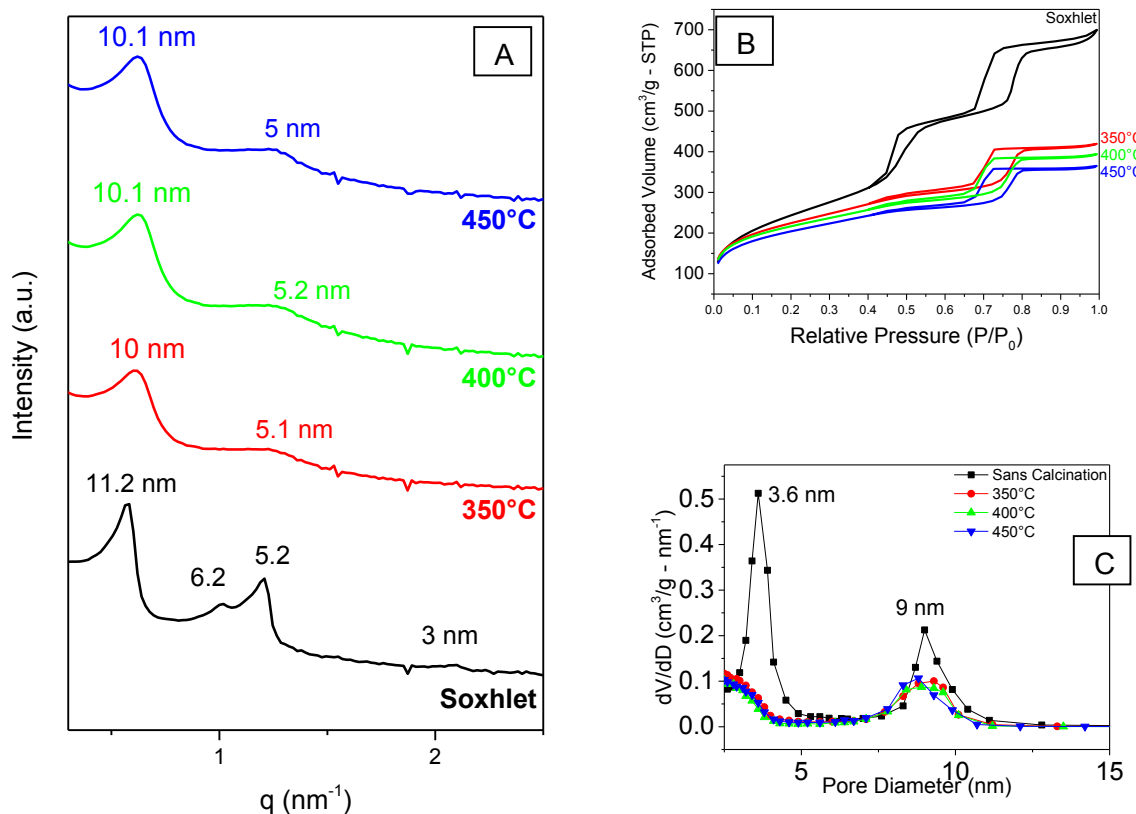 A
10.1 nm
5 nm
450°C
10.1 nm
5.2 nm
400°C
10 nm
5.1 nm
350°C
11.2 nm
6.2
5.2
3 nm
Soxhlet
Intensity (a.u.)
1
2
q (nm⁻¹)
B
Soxhlet
700
600
500
400
300
200
100
350°C
400°C
450°C
Adsorbed Volume (cm³/g - STP)
0.0 0.1 0.2 0.3 0.4 0.5 0.6 0.7 0.8 0.9 1.0
Relative Pressure (P/P₀)
C
Sans Calcination
350°C
400°C
450°C
3.6 nm
9 nm
0.5
0.4
0.3
0.2
0.1
0.0
dV/dD (cm³/g - nm⁻¹)
5 10 15
Pore Diameter (nm)